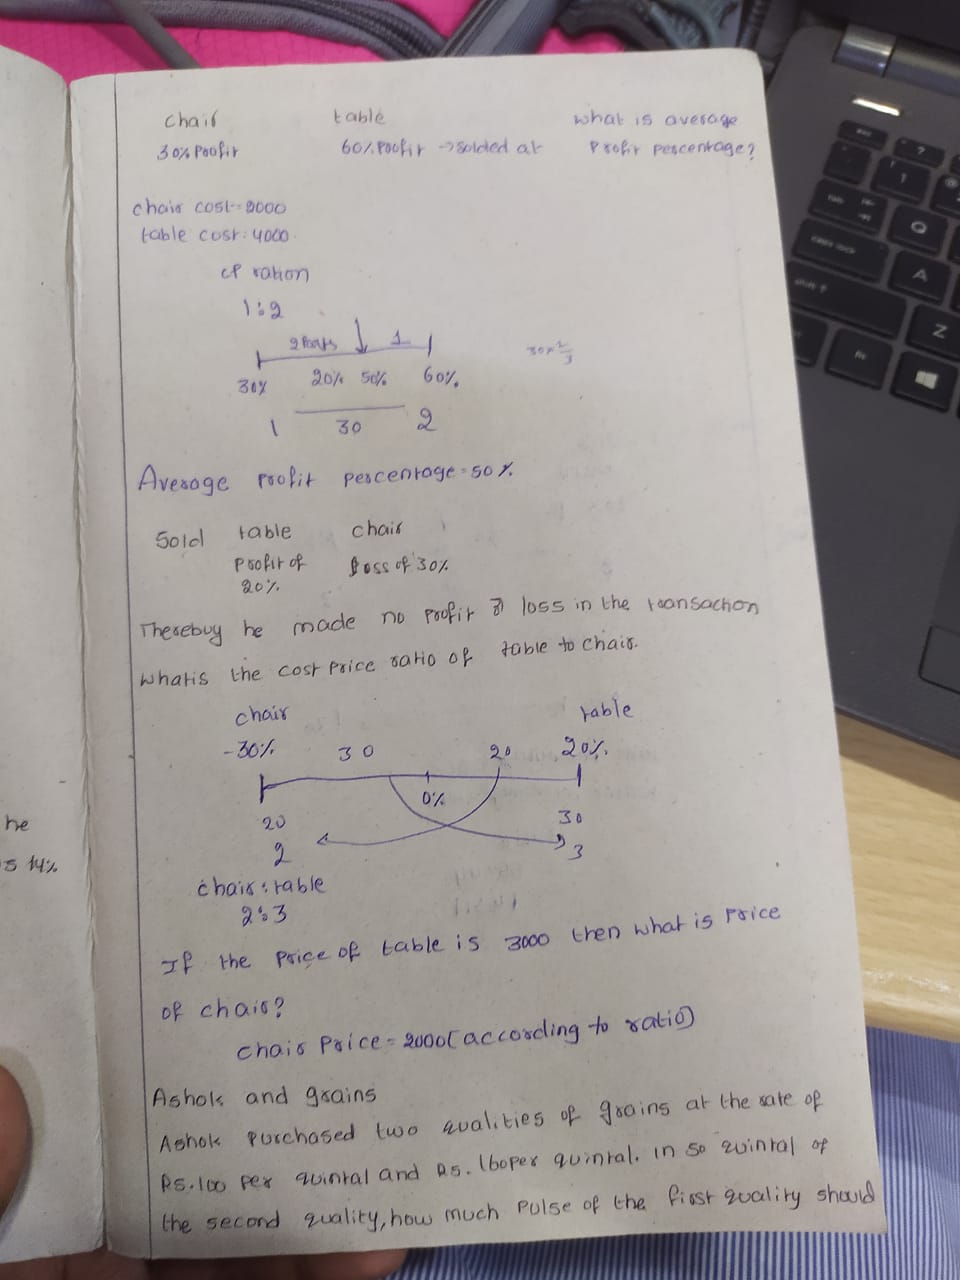 chair table what is average
30% Profit 60% Profit → solded at Profit percentage?
chair cost - 2000
table cost : 4000
CP ration
1:2
2 Parts 1
30% 20% 50% 60%
30×2/3
1 30 2
Average profit percentage = 50%
Sold table chair
Profit of loss of 30%
20%
Therebuy he made no profit or loss in the transaction
whatis the cost price ratio of table to chair.
chair table
-30% 30 20 20%
0%
20 30
2 3
chair : table
2:3
If the price of table is 3000 then what is price
of chair?
chair Price = 2000 (according to ratio)
Ashok and grains
Ashok purchased two qualities of grains at the rate of
Rs.100 per quintal and Rs.160per quintal. in 50 quintal of
the second quality, how much pulse of the first quality should
he
s 14%